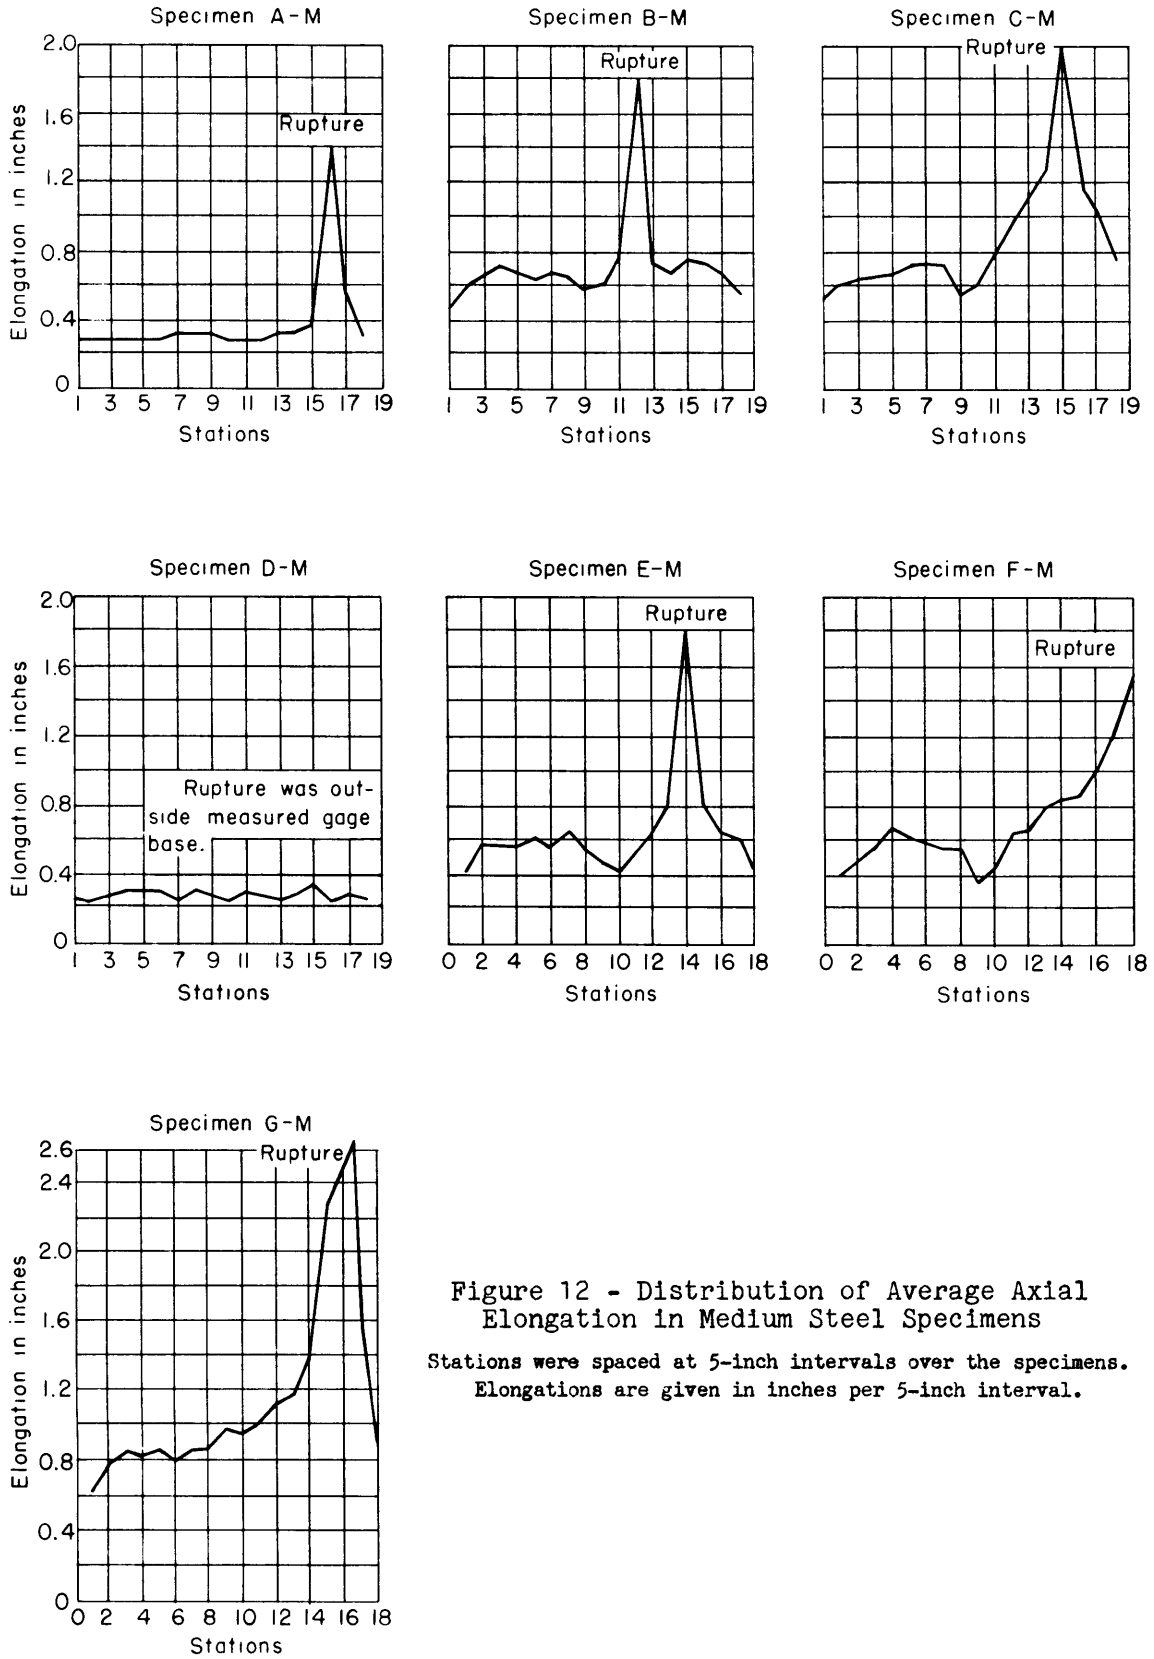 Specimen A-M
Elongation in inches
2.0
1.6
1.2
0.8
0.4
0
Rupture
1 3 5 7 9 11 13 15 17 19
Stations
Specimen B-M
Rupture
1 3 5 7 9 11 13 15 17 19
Stations
Specimen C-M
Rupture
1 3 5 7 9 11 13 15 17 19
Stations
Specimen D-M
Elongation in inches
2.0
1.6
1.2
0.8
0.4
0
Rupture was out-
side measured gage
base.
1 3 5 7 9 11 13 15 17 19
Stations
Specimen E-M
Rupture
0 2 4 6 8 10 12 14 16 18
Stations
Specimen F-M
Rupture
0 2 4 6 8 10 12 14 16 18
Stations
Specimen G-M
Elongation in inches
2.6
2.4
2.0
1.6
1.2
0.8
0.4
0
Rupture
0 2 4 6 8 10 12 14 16 18
Stations
Figure 12 - Distribution of Average Axial
Elongation in Medium Steel Specimens
Stations were spaced at 5-inch intervals over the specimens.
Elongations are given in inches per 5-inch interval.